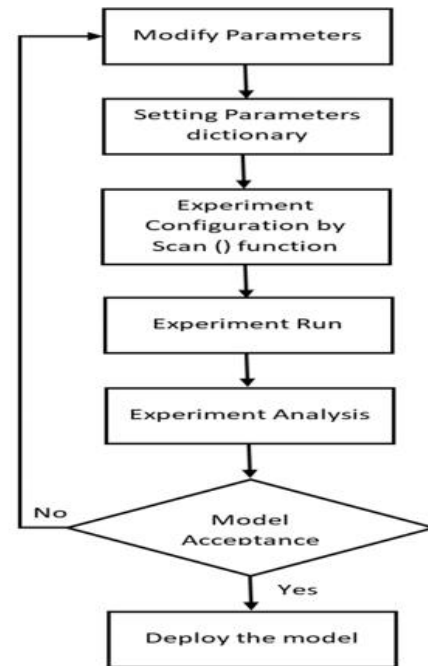 Modify Parameters
Setting Parameters
dictionary
Experiment
Configuration by
Scan () function
Experiment Run
Experiment Analysis
Model
Acceptance
No
Yes
Deploy the model